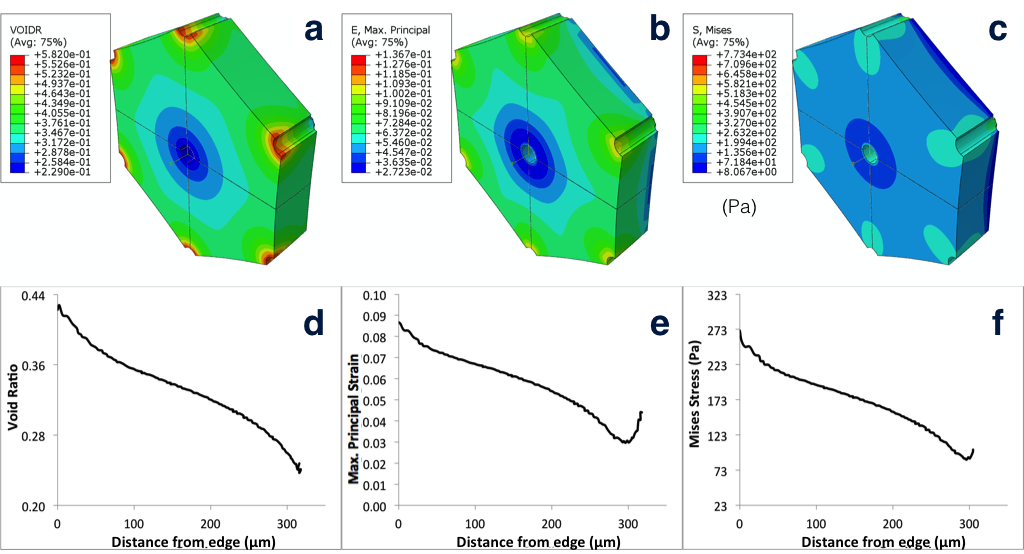 VOIDR
(Avg: 75%)
+5.820e-01
+5.526e-01
+5.232e-01
+4.937e-01
+4.643e-01
+4.349e-01
+4.055e-01
+3.761e-01
+3.467e-01
+3.172e-01
+2.878e-01
+2.584e-01
+2.290e-01
a
E, Max. Principal
(Avg: 75%)
+1.367e-01
+1.276e-01
+1.185e-01
+1.093e-01
+1.002e-01
+9.109e-02
+8.196e-02
+7.284e-02
+6.372e-02
+5.460e-02
+4.547e-02
+3.635e-02
+2.723e-02
b
S, Mises
(Avg: 75%)
+7.734e+02
+7.096e+02
+6.458e+02
+5.821e+02
+5.183e+02
+4.545e+02
+3.907e+02
+3.270e+02
+2.632e+02
+1.994e+02
+1.356e+02
+7.184e+01
+8.067e+00
(Pa)
c
d
Void Ratio
0.44
0.36
0.28
0.20
0 100 200 300
Distance from edge (μm)
e
Max. Principal Strain
0.10
0.09
0.08
0.07
0.06
0.05
0.04
0.03
0.02
0.01
0.00
0 100 200 300
Distance from edge (μm)
f
Mises Stress (Pa)
323
273
223
173
123
73
23
0 100 200 300
Distance from edge (μm)